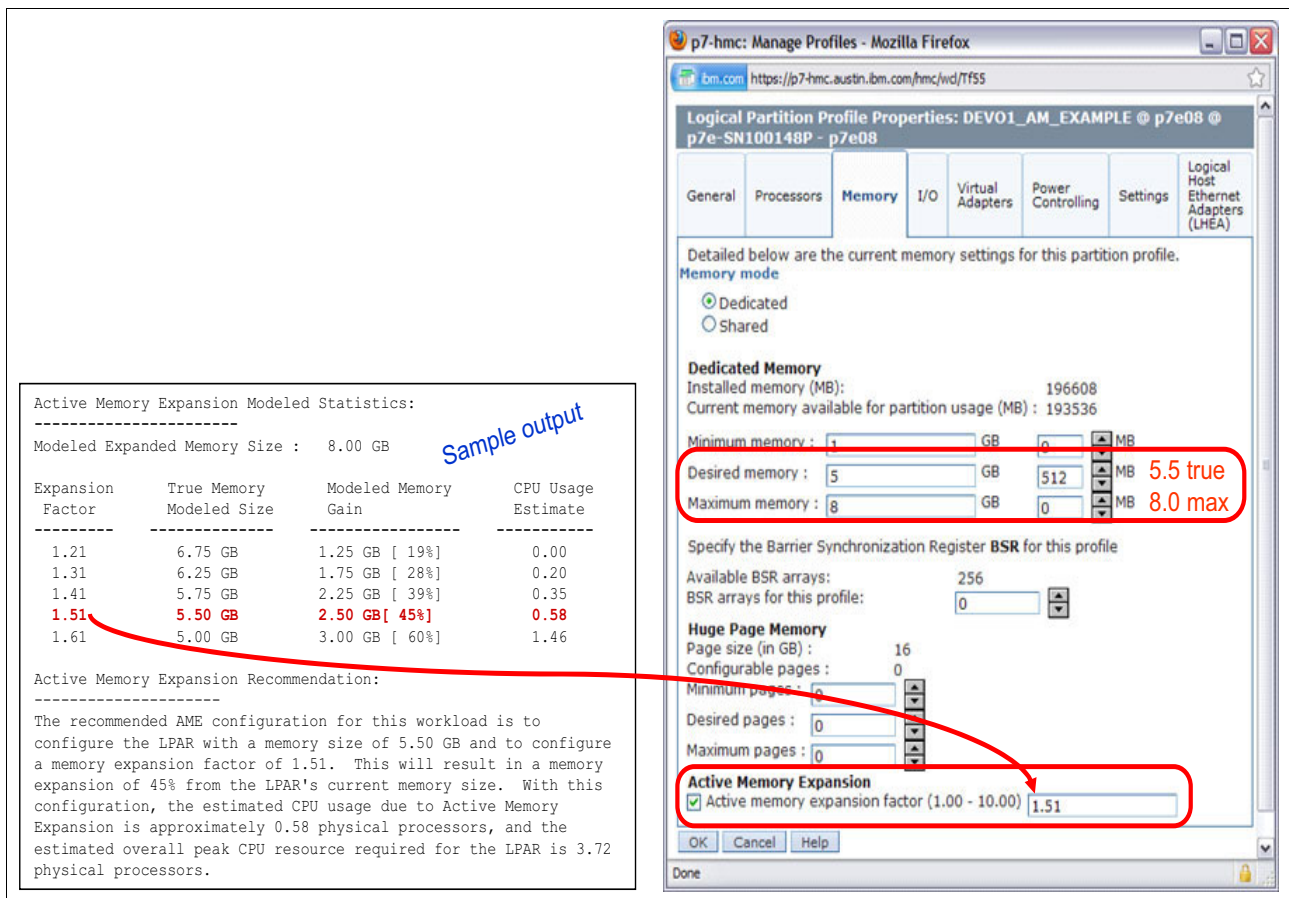 Active Memory Expansion Modeled Statistics:
-----------------------
Modeled Expanded Memory Size :   8.00 GB
Sample output
Expansion   True Memory   Modeled Memory   CPU Usage
Factor   Modeled Size   Gain   Estimate
---------   --------------   -----------------   -----------
1.21   6.75 GB   1.25 GB [ 19%]   0.00
1.31   6.25 GB   1.75 GB [ 28%]   0.20
1.41   5.75 GB   2.25 GB [ 39%]   0.35
1.51   5.50 GB   2.50 GB[ 45%]   0.58
1.61   5.00 GB   3.00 GB [ 60%]   1.46
Active Memory Expansion Recommendation:
---------------------
The recommended AME configuration for this workload is to
configure the LPAR with a memory size of 5.50 GB and to configure
a memory expansion factor of 1.51.  This will result in a memory
expansion of 45% from the LPAR's current memory size.  With this
configuration, the estimated CPU usage due to Active Memory
Expansion is approximately 0.58 physical processors, and the
estimated overall peak CPU resource required for the LPAR is 3.72
physical processors.
p7-hmc: Manage Profiles - Mozilla Firefox
ibm.com https://p7-hmc.austin.ibm.com/hmc/wd/Tf55
Logical Partition Profile Properties: DEVO1_AM_EXAMPLE @ p7e08 @
p7e-SN100148P - p7e08
General
Processors
Memory
I/O
Virtual
Adapters
Power
Controlling
Settings
Logical
Host
Ethernet
Adapters
(LHEA)
Detailed below are the current memory settings for this partition profile.
Memory mode
Dedicated
Shared
Dedicated Memory
Installed memory (MB): 196608
Current memory available for partition usage (MB) : 193536
Minimum memory : 1 GB 0 MB
Desired memory : 5 GB 512 MB 5.5 true
Maximum memory : 8 GB 0 MB 8.0 max
Specify the Barrier Synchronization Register BSR for this profile
Available BSR arrays: 256
BSR arrays for this profile: 0
Huge Page Memory
Page size (in GB) : 16
Configurable pages : 0
Minimum pages : 0
Desired pages : 0
Maximum pages : 0
Active Memory Expansion
Active memory expansion factor (1.00 - 10.00) 1.51
OK Cancel Help
Done